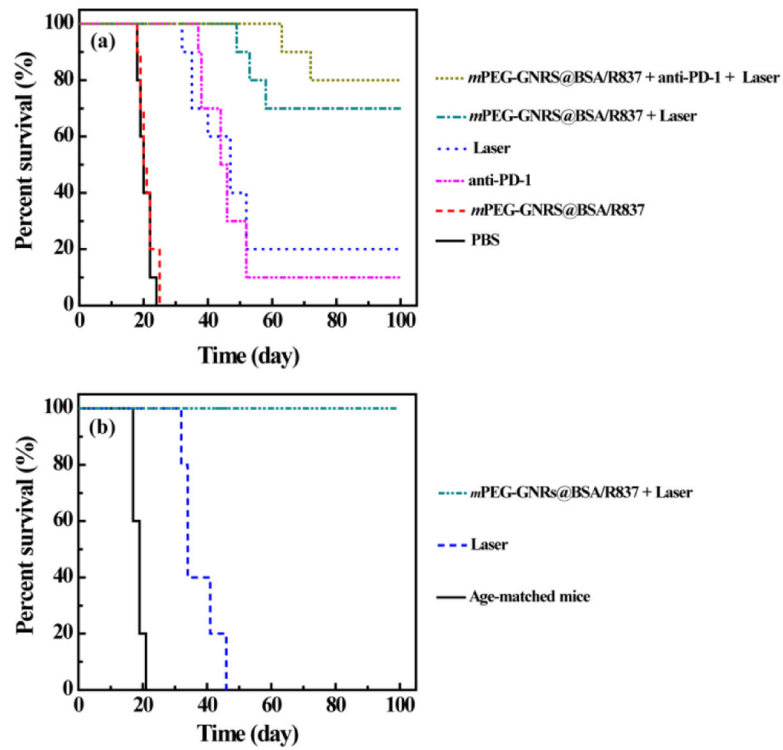 (a)
Percent survival (%)
100
80
60
40
20
0
0 20 40 60 80 100
Time (day)
mPEG-GNRS@BSA/R837 + anti-PD-1 + Laser
mPEG-GNRS@BSA/R837 + Laser
Laser
anti-PD-1
mPEG-GNRS@BSA/R837
PBS
(b)
Percent survival (%)
100
80
60
40
20
0
0 20 40 60 80 100
Time (day)
mPEG-GNRs@BSA/R837 + Laser
Laser
Age-matched mice